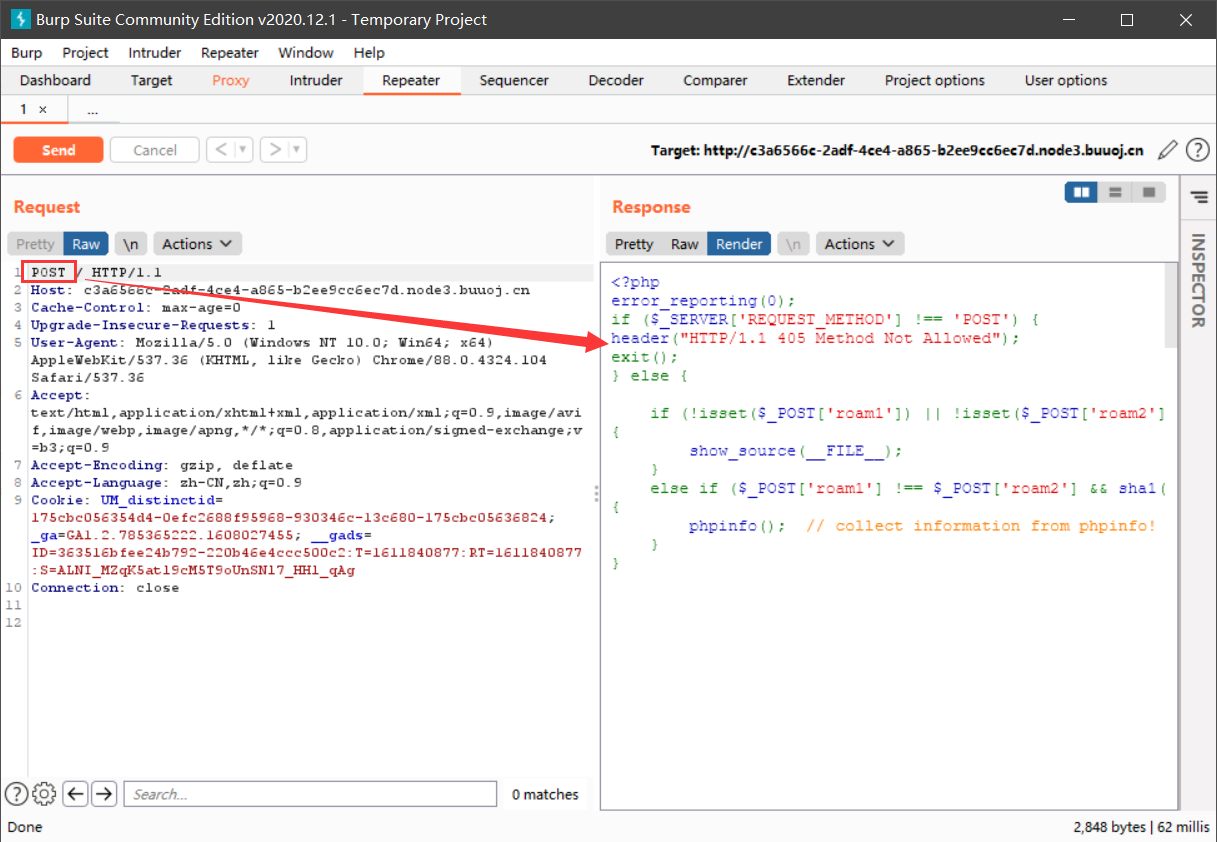 Burp Suite Community Edition v2020.12.1 - Temporary Project
Burp Project Intruder Repeater Window Help
Dashboard Target Proxy Intruder Repeater Sequencer Decoder Comparer Extender Project options User options
1 × ...
Send Cancel < > Target: http://c3a6566c-2adf-4ce4-a865-b2ee9cc6ec7d.node3.buuoj.cn
Request
Pretty Raw \n Actions
1 POST / HTTP/1.1
2 Host: c3a6566c-2adf-4ce4-a865-b2ee9cc6ec7d.node3.buuoj.cn
3 Cache-Control: max-age=0
4 Upgrade-Insecure-Requests: 1
5 User-Agent: Mozilla/5.0 (Windows NT 10.0; Win64; x64)
AppleWebKit/537.36 (KHTML, like Gecko) Chrome/88.0.4324.104
Safari/537.36
6 Accept:
text/html,application/xhtml+xml,application/xml;q=0.9,image/avi
f,image/webp,image/apng,*/*;q=0.8,application/signed-exchange;v
=b3;q=0.9
7 Accept-Encoding: gzip, deflate
8 Accept-Language: zh-CN,zh;q=0.9
9 Cookie: UM_distinctid=
175cbc056354d4-0efc2688f95968-930346c-13c680-175cbc05636824;
_ga=GA1.2.785365222.1608027455; __gads=
ID=363516bfee24b792-220b46e4ccc500c2:T=1611840877:RT=1611840877
:S=ALNI_MZqK5atl9cM5T9oUnSNl7_HHl_qAg
10 Connection: close
11
12
Response
Pretty Raw Render \n Actions
<?php
error_reporting(0);
if ($_SERVER['REQUEST_METHOD'] !== 'POST') {
header("HTTP/1.1 405 Method Not Allowed");
exit();
} else {
if (!isset($_POST['roam1']) || !isset($_POST['roam2']
{
show_source(__FILE__);
}
else if ($_POST['roam1'] !== $_POST['roam2'] && sha1(
{
phpinfo();  // collect information from phpinfo!
}
}
INSPECTOR
? Search... 0 matches
Done 2,848 bytes | 62 millis